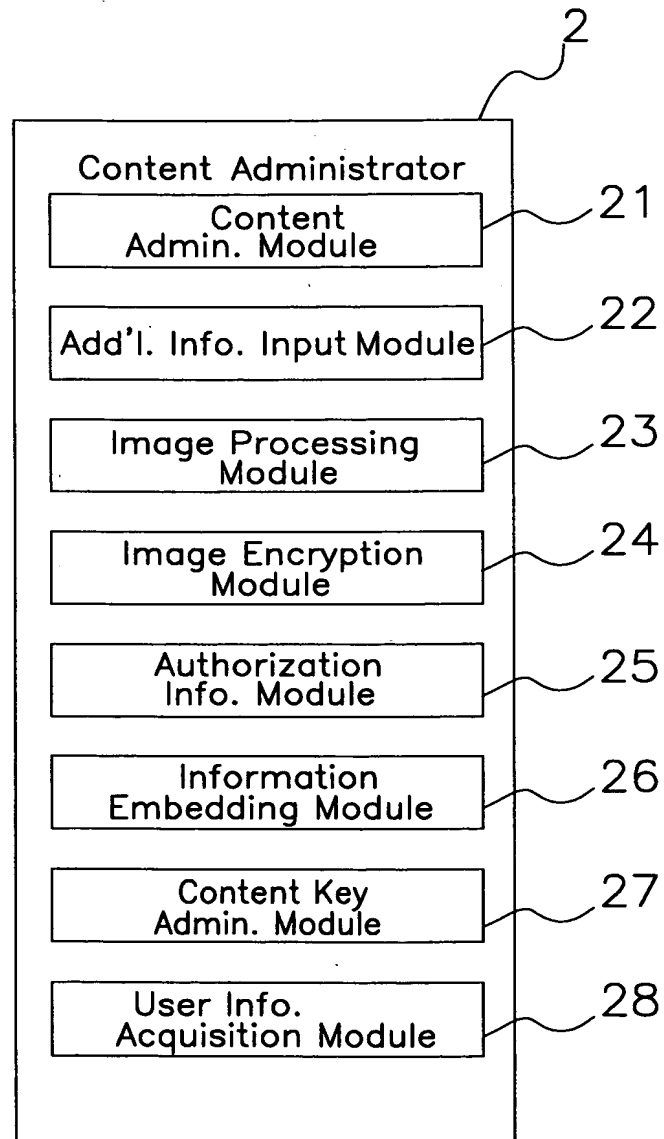 2
Content Administrator
Content
Admin. Module
21
Add'l. Info. Input Module
22
Image Processing
Module
23
Image Encryption
Module
24
Authorization
Info. Module
25
Information
Embedding Module
26
Content Key
Admin. Module
27
User Info.
Acquisition Module
28